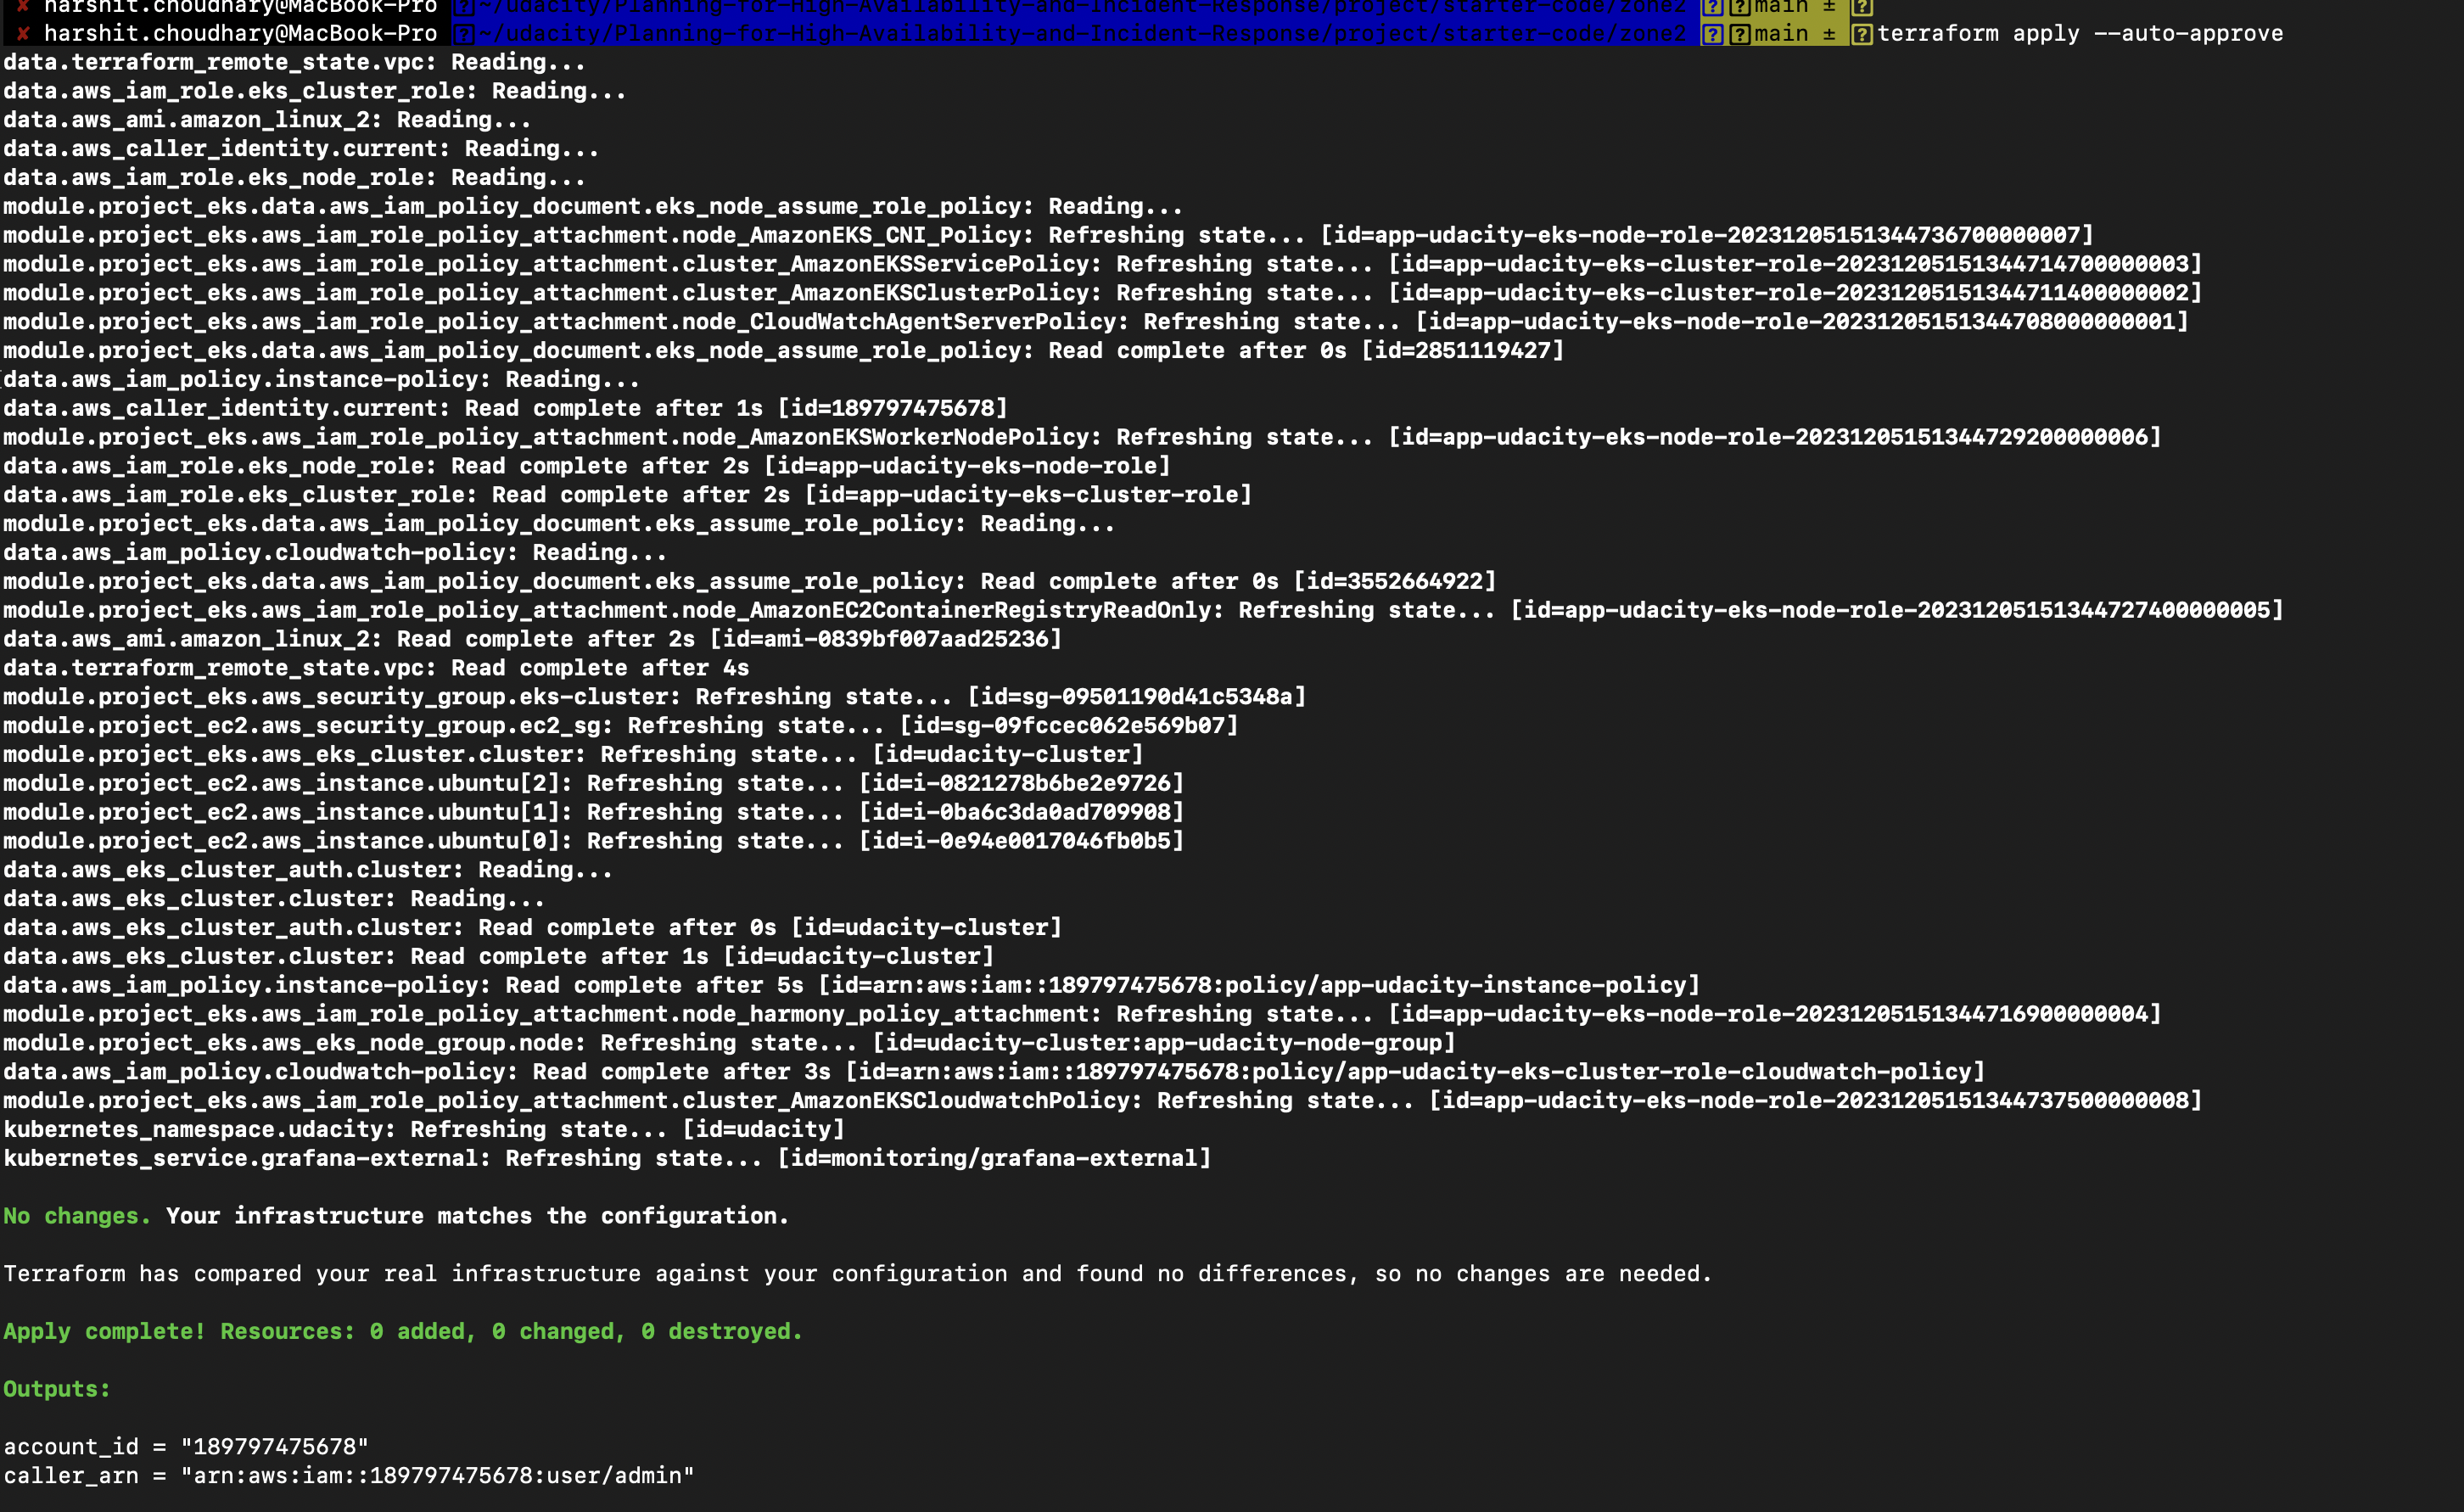 ✘ harshit.choudhary@MacBook-Pro ~/udacity/Planning-for-High-Availability-and-Incident-Response/project/starter-code/zone2 main ±
✘ harshit.choudhary@MacBook-Pro ~/udacity/Planning-for-High-Availability-and-Incident-Response/project/starter-code/zone2 main ± terraform apply --auto-approve
data.terraform_remote_state.vpc: Reading...
data.aws_iam_role.eks_cluster_role: Reading...
data.aws_ami.amazon_linux_2: Reading...
data.aws_caller_identity.current: Reading...
data.aws_iam_role.eks_node_role: Reading...
module.project_eks.data.aws_iam_policy_document.eks_node_assume_role_policy: Reading...
module.project_eks.aws_iam_role_policy_attachment.node_AmazonEKS_CNI_Policy: Refreshing state... [id=app-udacity-eks-node-role-20231205151344736700000007]
module.project_eks.aws_iam_role_policy_attachment.cluster_AmazonEKSServicePolicy: Refreshing state... [id=app-udacity-eks-cluster-role-20231205151344714700000003]
module.project_eks.aws_iam_role_policy_attachment.cluster_AmazonEKSClusterPolicy: Refreshing state... [id=app-udacity-eks-cluster-role-20231205151344711400000002]
module.project_eks.aws_iam_role_policy_attachment.node_CloudWatchAgentServerPolicy: Refreshing state... [id=app-udacity-eks-node-role-20231205151344708000000001]
module.project_eks.data.aws_iam_policy_document.eks_node_assume_role_policy: Read complete after 0s [id=2851119427]
data.aws_iam_policy.instance-policy: Reading...
data.aws_caller_identity.current: Read complete after 1s [id=189797475678]
module.project_eks.aws_iam_role_policy_attachment.node_AmazonEKSWorkerNodePolicy: Refreshing state... [id=app-udacity-eks-node-role-20231205151344729200000006]
data.aws_iam_role.eks_node_role: Read complete after 2s [id=app-udacity-eks-node-role]
data.aws_iam_role.eks_cluster_role: Read complete after 2s [id=app-udacity-eks-cluster-role]
module.project_eks.data.aws_iam_policy_document.eks_assume_role_policy: Reading...
data.aws_iam_policy.cloudwatch-policy: Reading...
module.project_eks.data.aws_iam_policy_document.eks_assume_role_policy: Read complete after 0s [id=3552664922]
module.project_eks.aws_iam_role_policy_attachment.node_AmazonEC2ContainerRegistryReadOnly: Refreshing state... [id=app-udacity-eks-node-role-20231205151344727400000005]
data.aws_ami.amazon_linux_2: Read complete after 2s [id=ami-0839bf007aad25236]
data.terraform_remote_state.vpc: Read complete after 4s
module.project_eks.aws_security_group.eks-cluster: Refreshing state... [id=sg-09501190d41c5348a]
module.project_ec2.aws_security_group.ec2_sg: Refreshing state... [id=sg-09fccec062e569b07]
module.project_eks.aws_eks_cluster.cluster: Refreshing state... [id=udacity-cluster]
module.project_ec2.aws_instance.ubuntu[2]: Refreshing state... [id=i-0821278b6be2e9726]
module.project_ec2.aws_instance.ubuntu[1]: Refreshing state... [id=i-0ba6c3da0ad709908]
module.project_ec2.aws_instance.ubuntu[0]: Refreshing state... [id=i-0e94e0017046fb0b5]
data.aws_eks_cluster_auth.cluster: Reading...
data.aws_eks_cluster.cluster: Reading...
data.aws_eks_cluster_auth.cluster: Read complete after 0s [id=udacity-cluster]
data.aws_eks_cluster.cluster: Read complete after 1s [id=udacity-cluster]
data.aws_iam_policy.instance-policy: Read complete after 5s [id=arn:aws:iam::189797475678:policy/app-udacity-instance-policy]
module.project_eks.aws_iam_role_policy_attachment.node_harmony_policy_attachment: Refreshing state... [id=app-udacity-eks-node-role-20231205151344716900000004]
module.project_eks.aws_eks_node_group.node: Refreshing state... [id=udacity-cluster:app-udacity-node-group]
data.aws_iam_policy.cloudwatch-policy: Read complete after 3s [id=arn:aws:iam::189797475678:policy/app-udacity-eks-cluster-role-cloudwatch-policy]
module.project_eks.aws_iam_role_policy_attachment.cluster_AmazonEKSCloudwatchPolicy: Refreshing state... [id=app-udacity-eks-node-role-20231205151344737500000008]
kubernetes_namespace.udacity: Refreshing state... [id=udacity]
kubernetes_service.grafana-external: Refreshing state... [id=monitoring/grafana-external]
No changes. Your infrastructure matches the configuration.
Terraform has compared your real infrastructure against your configuration and found no differences, so no changes are needed.
Apply complete! Resources: 0 added, 0 changed, 0 destroyed.
Outputs:
account_id = "189797475678"
caller_arn = "arn:aws:iam::189797475678:user/admin"